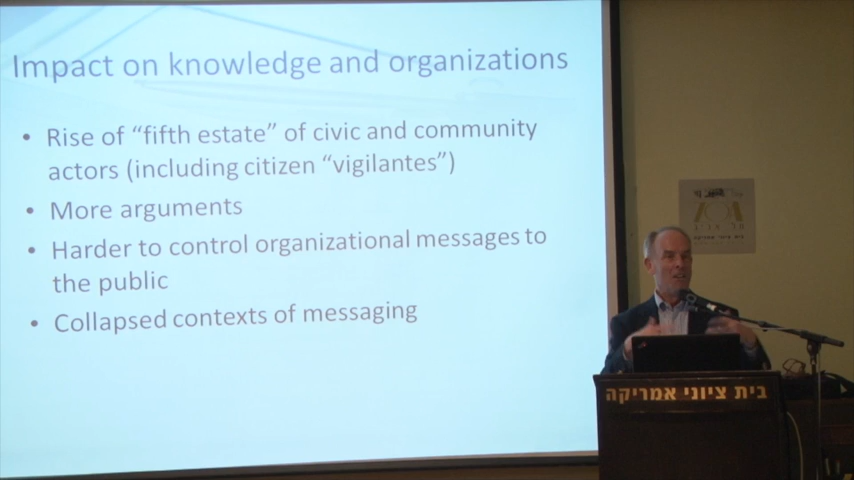 Impact on knowledge and organizations
• Rise of “fifth estate” of civic and community
actors (including citizen “vigilantes”)
• More arguments
• Harder to control organizational messages to
the public
• Collapsed contexts of messaging
בית ציוני אמריקה